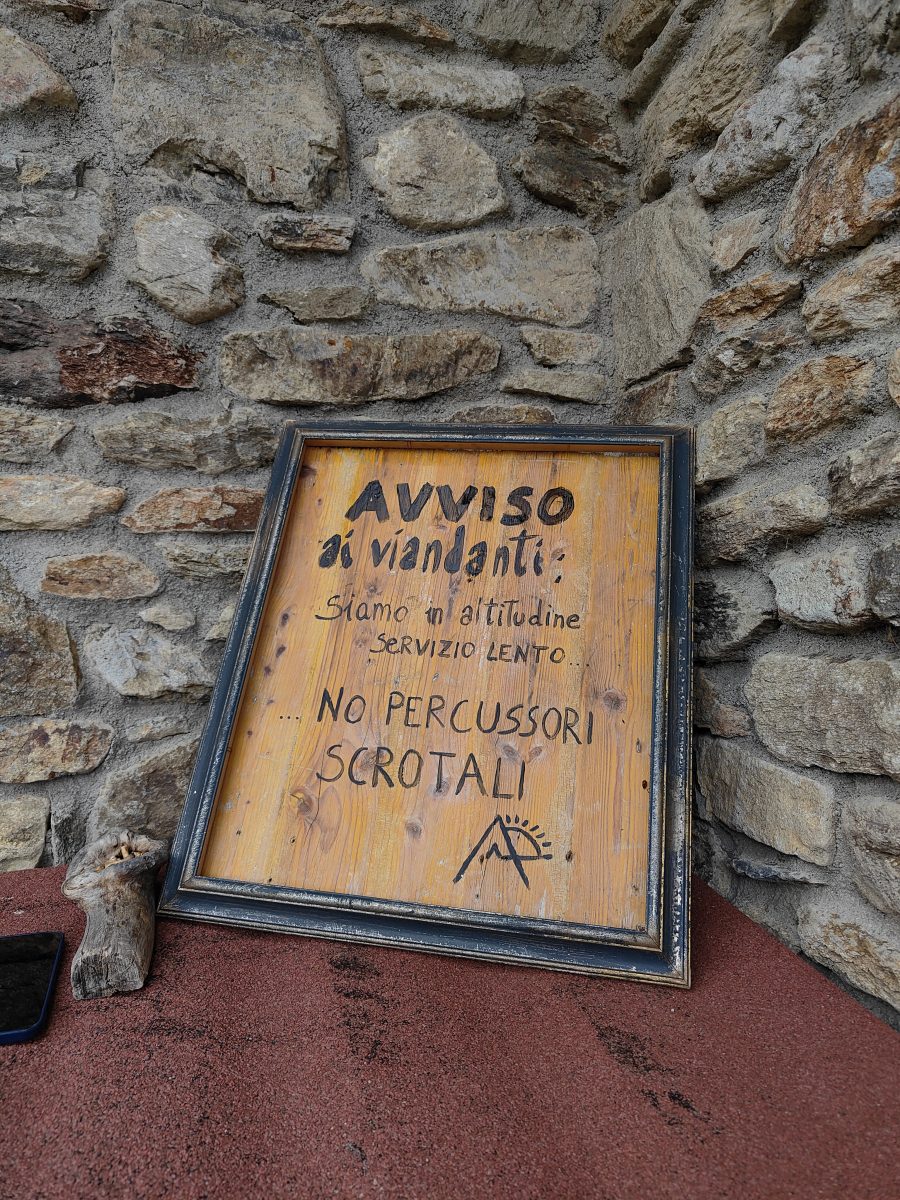 AVVISO
ai viandanti:
Siamo in altitudine
SERVIZIO LENTO...
... NO PERCUSSORI
SCROTALI